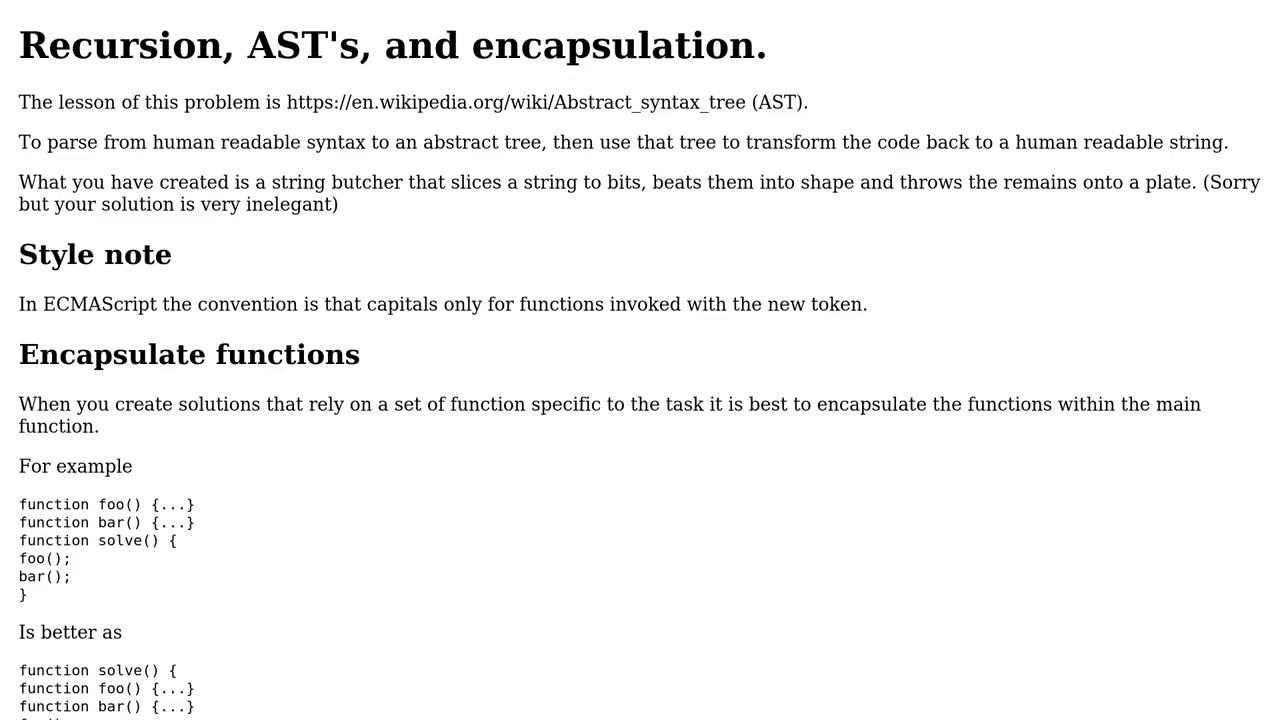 Recursion, AST's, and encapsulation.
The lesson of this problem is https://en.wikipedia.org/wiki/Abstract_syntax_tree (AST).
To parse from human readable syntax to an abstract tree, then use that tree to transform the code back to a human readable string.
What you have created is a string butcher that slices a string to bits, beats them into shape and throws the remains onto a plate. (Sorry
but your solution is very inelegant)
Style note
In ECMAScript the convention is that capitals only for functions invoked with the new token.
Encapsulate functions
When you create solutions that rely on a set of function specific to the task it is best to encapsulate the functions within the main
function.
For example
function foo() {...}
function bar() {...}
function solve() {
foo();
bar();
}
Is better as
function solve() {
function foo() {...}
function bar() {...}